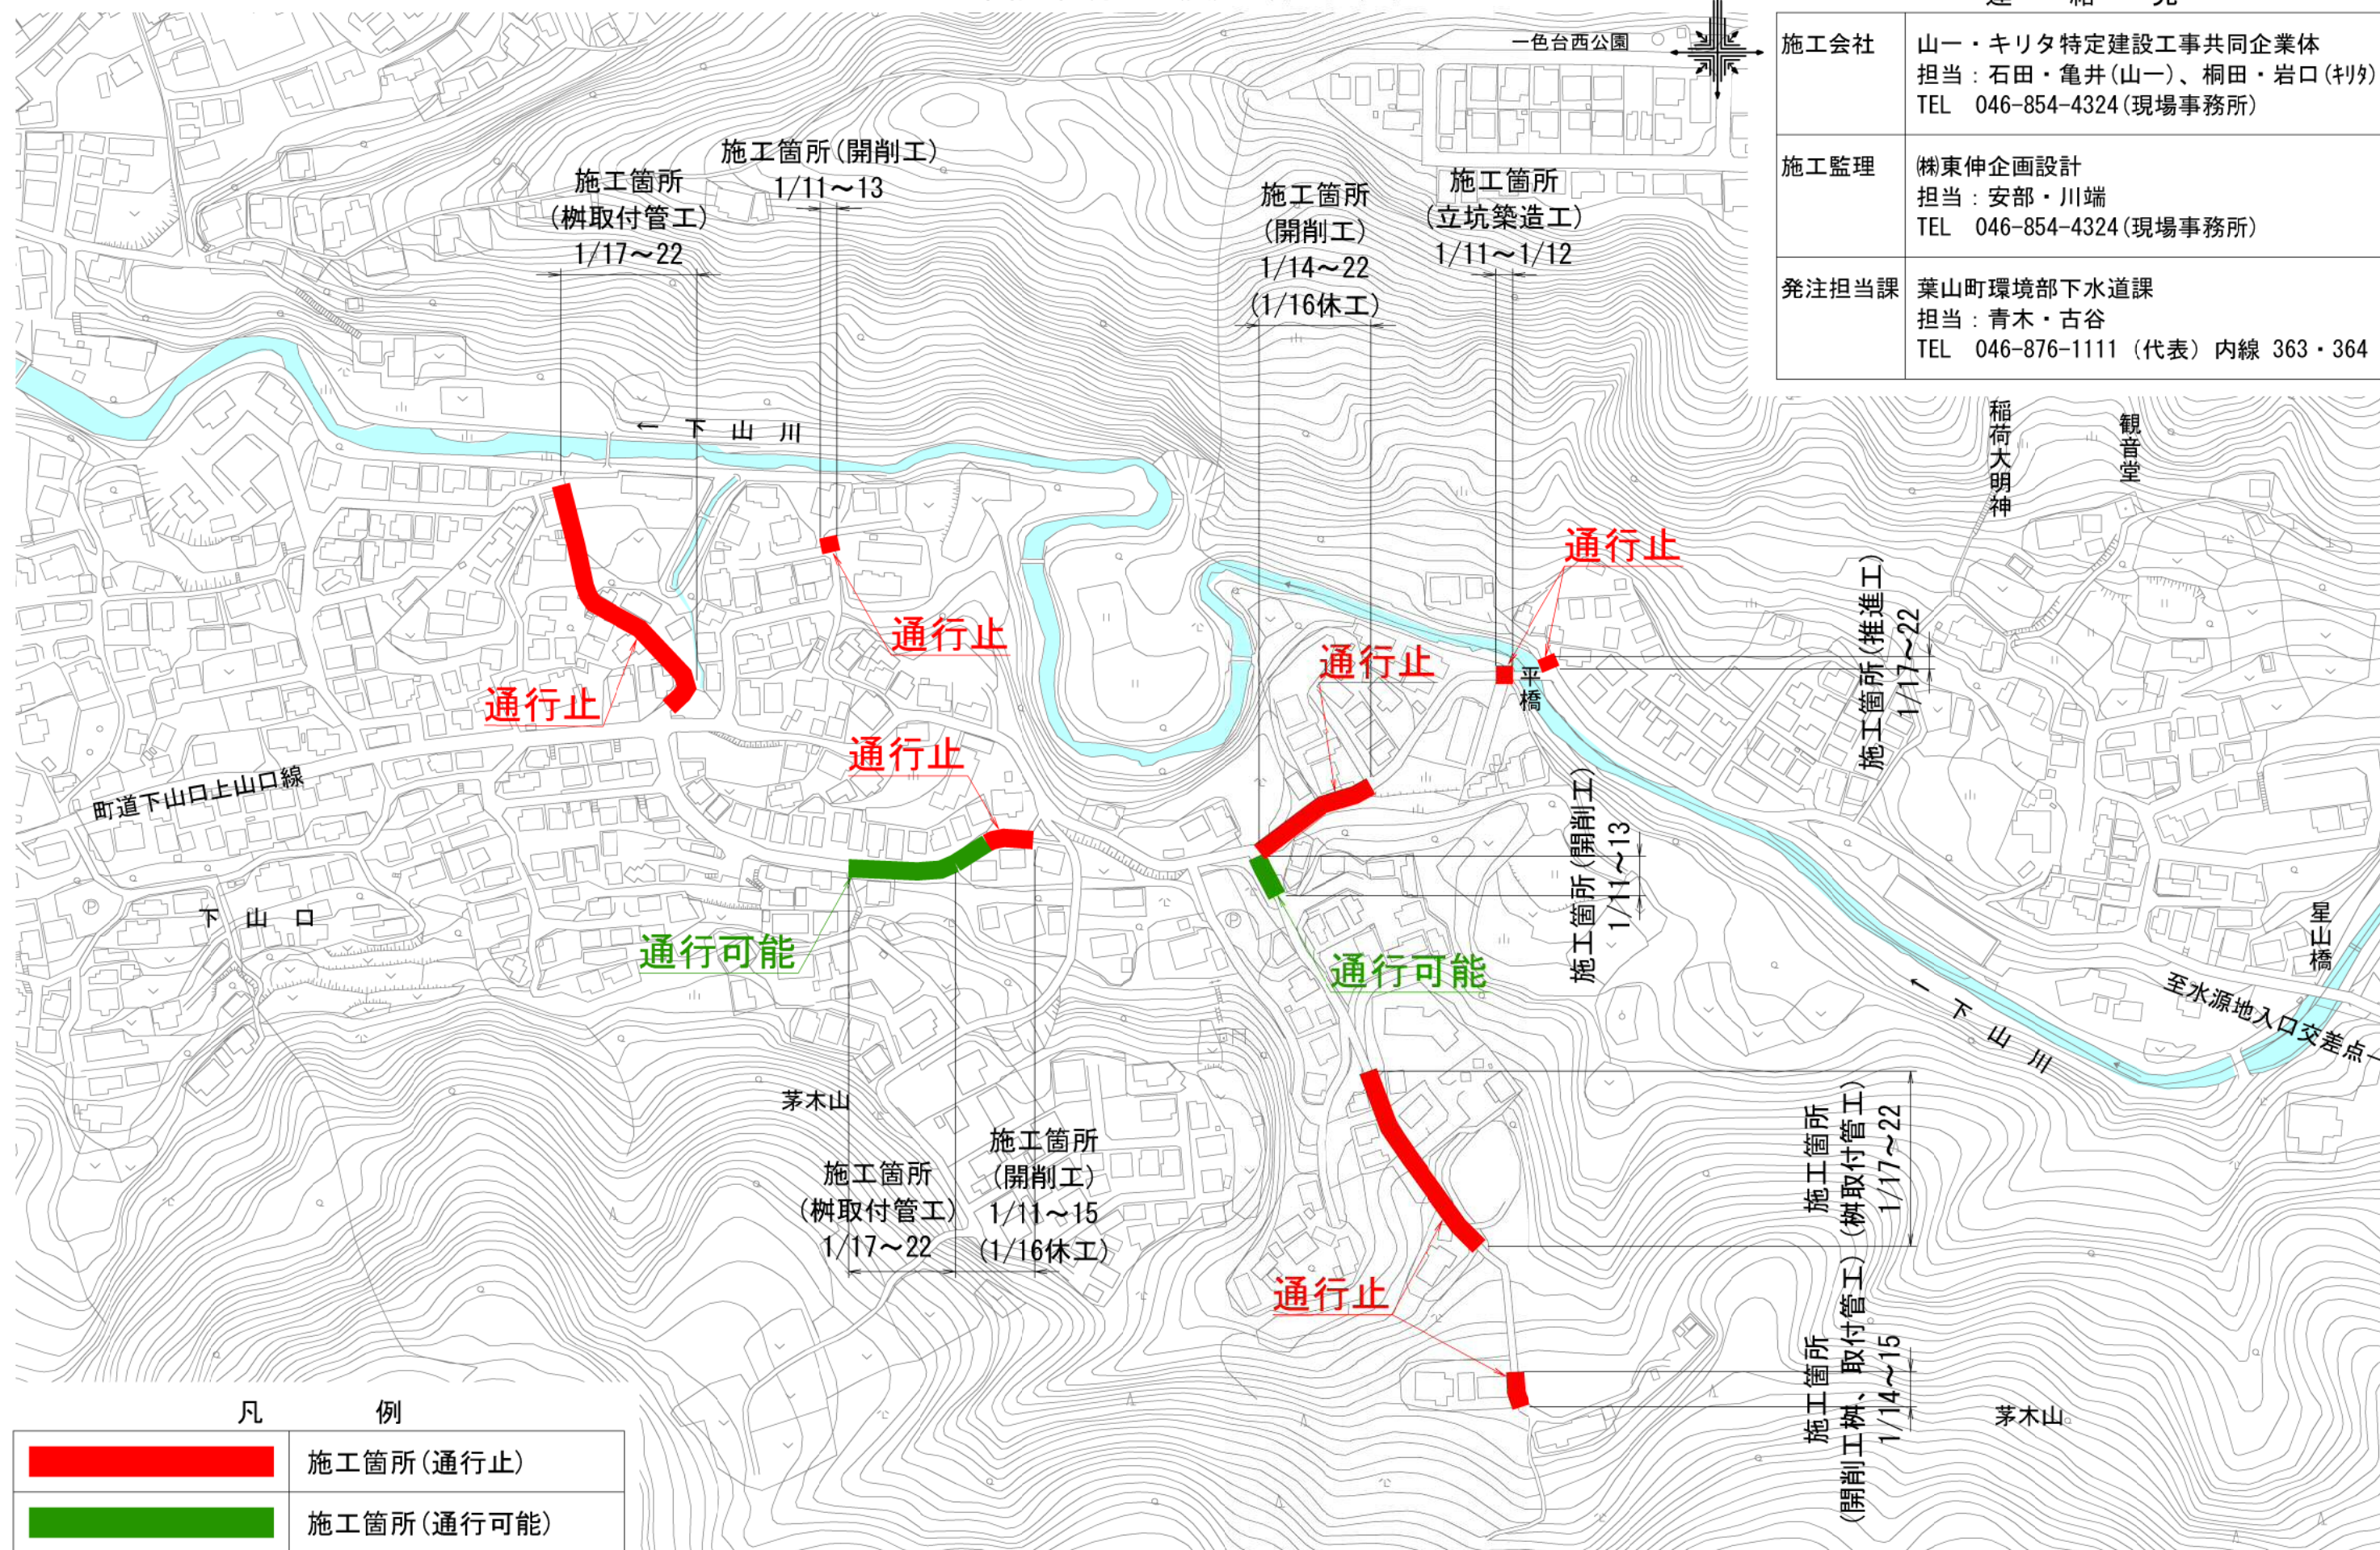 一色台西公園
施工会社
山一・キリタ特定建設工事共同企業体
担当：石田・亀井(山一)、桐田・岩口(ｷﾘﾀ)
TEL 046-854-4324(現場事務所)
施工監理
㈱東伸企画設計
担当：安部・川端
TEL 046-854-4324(現場事務所)
発注担当課
葉山町環境部下水道課
担当：青木・古谷
TEL 046-876-1111（代表）内線 363・364
施工箇所(開削工)
1/11～13
施工箇所
(桝取付管工)
1/17～22
施工箇所
(開削工)
1/14～22
(1/16休工)
施工箇所
(立坑築造工)
1/11～1/12
稲荷大明神
観音堂
← 下 山 川
通行止
通行止
通行止
通行止
通行止
平橋
施工箇所(推進工)
1/17～22
町道下山口上山口線
施工箇所(開削工)
1/11～13
下 山 口
通行可能
通行可能
至水源地入口交差点
← 下 山 川
P
P
茅木山
施工箇所
(桝取付管工)
1/17～22
施工箇所
(開削工)
1/11～15
(1/16休工)
施工箇所
(桝取付管工)
1/17～22
通行止
施工箇所
(開削工桝、取付管工)
1/14～15
茅木山
凡 例
施工箇所(通行止)
施工箇所(通行可能)